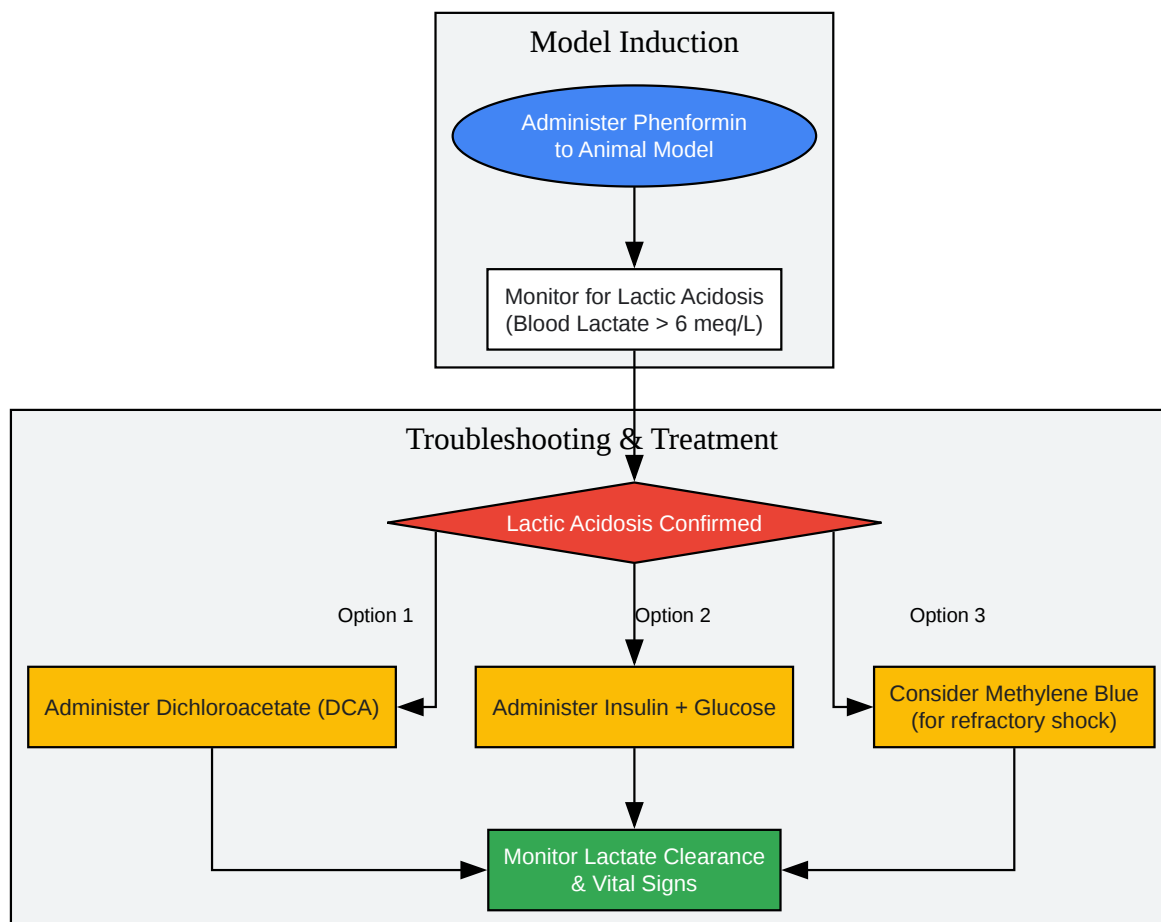 Model Induction
Administer Phenformin
to Animal Model
Monitor for Lactic Acidosis
(Blood Lactate > 6 meq/L)
Troubleshooting & Treatment
Lactic Acidosis Confirmed
Option 1
Option 2
Option 3
Administer Dichloroacetate (DCA)
Administer Insulin + Glucose
Consider Methylene Blue
(for refractory shock)
Monitor Lactate Clearance
& Vital Signs